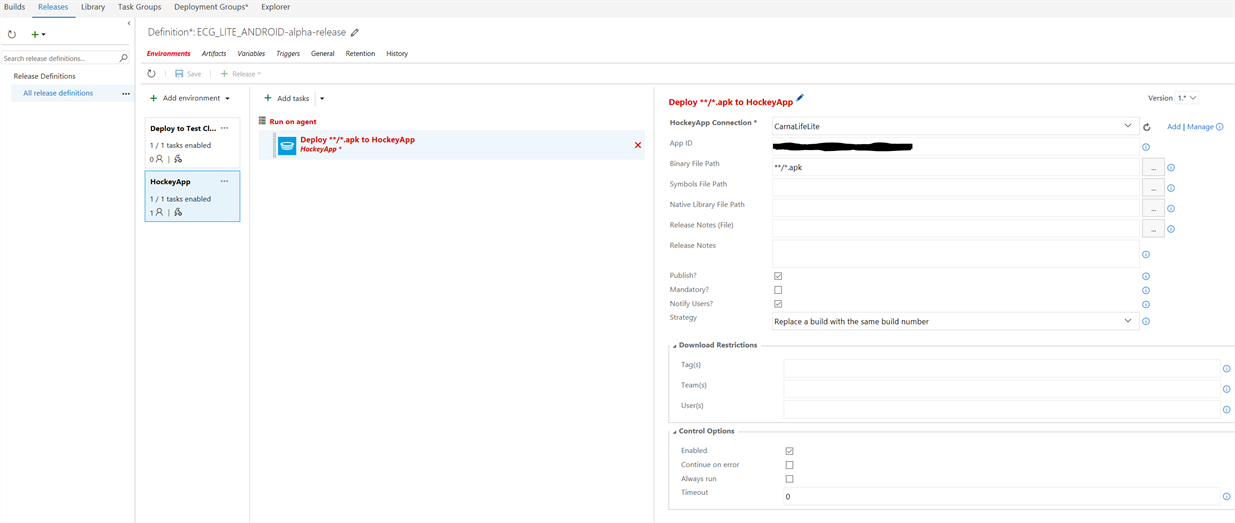 Builds Releases Library Task Groups Deployment Groups* Explorer
Search release definitions...
Release Definitions
All release definitions ...
Definition*: ECG_LITE_ANDROID-alpha-release
Environments Artifacts Variables Triggers General Retention History
Save + Release
+ Add environment
Deploy to Test Cl... ...
1 / 1 tasks enabled
0 |
HockeyApp ...
1 / 1 tasks enabled
1 |
+ Add tasks
Run on agent
Deploy **/*.apk to HockeyApp
HockeyApp *
Deploy **/*.apk to HockeyApp
Version 1.*
HockeyApp Connection * CarnaLifeLite Add | Manage
App ID
Binary File Path **/*.apk ...
Symbols File Path ...
Native Library File Path ...
Release Notes (File) ...
Release Notes
Publish?
Mandatory?
Notify Users?
Strategy Replace a build with the same build number
Download Restrictions
Tag(s)
Team(s)
User(s)
Control Options
Enabled
Continue on error
Always run
Timeout 0